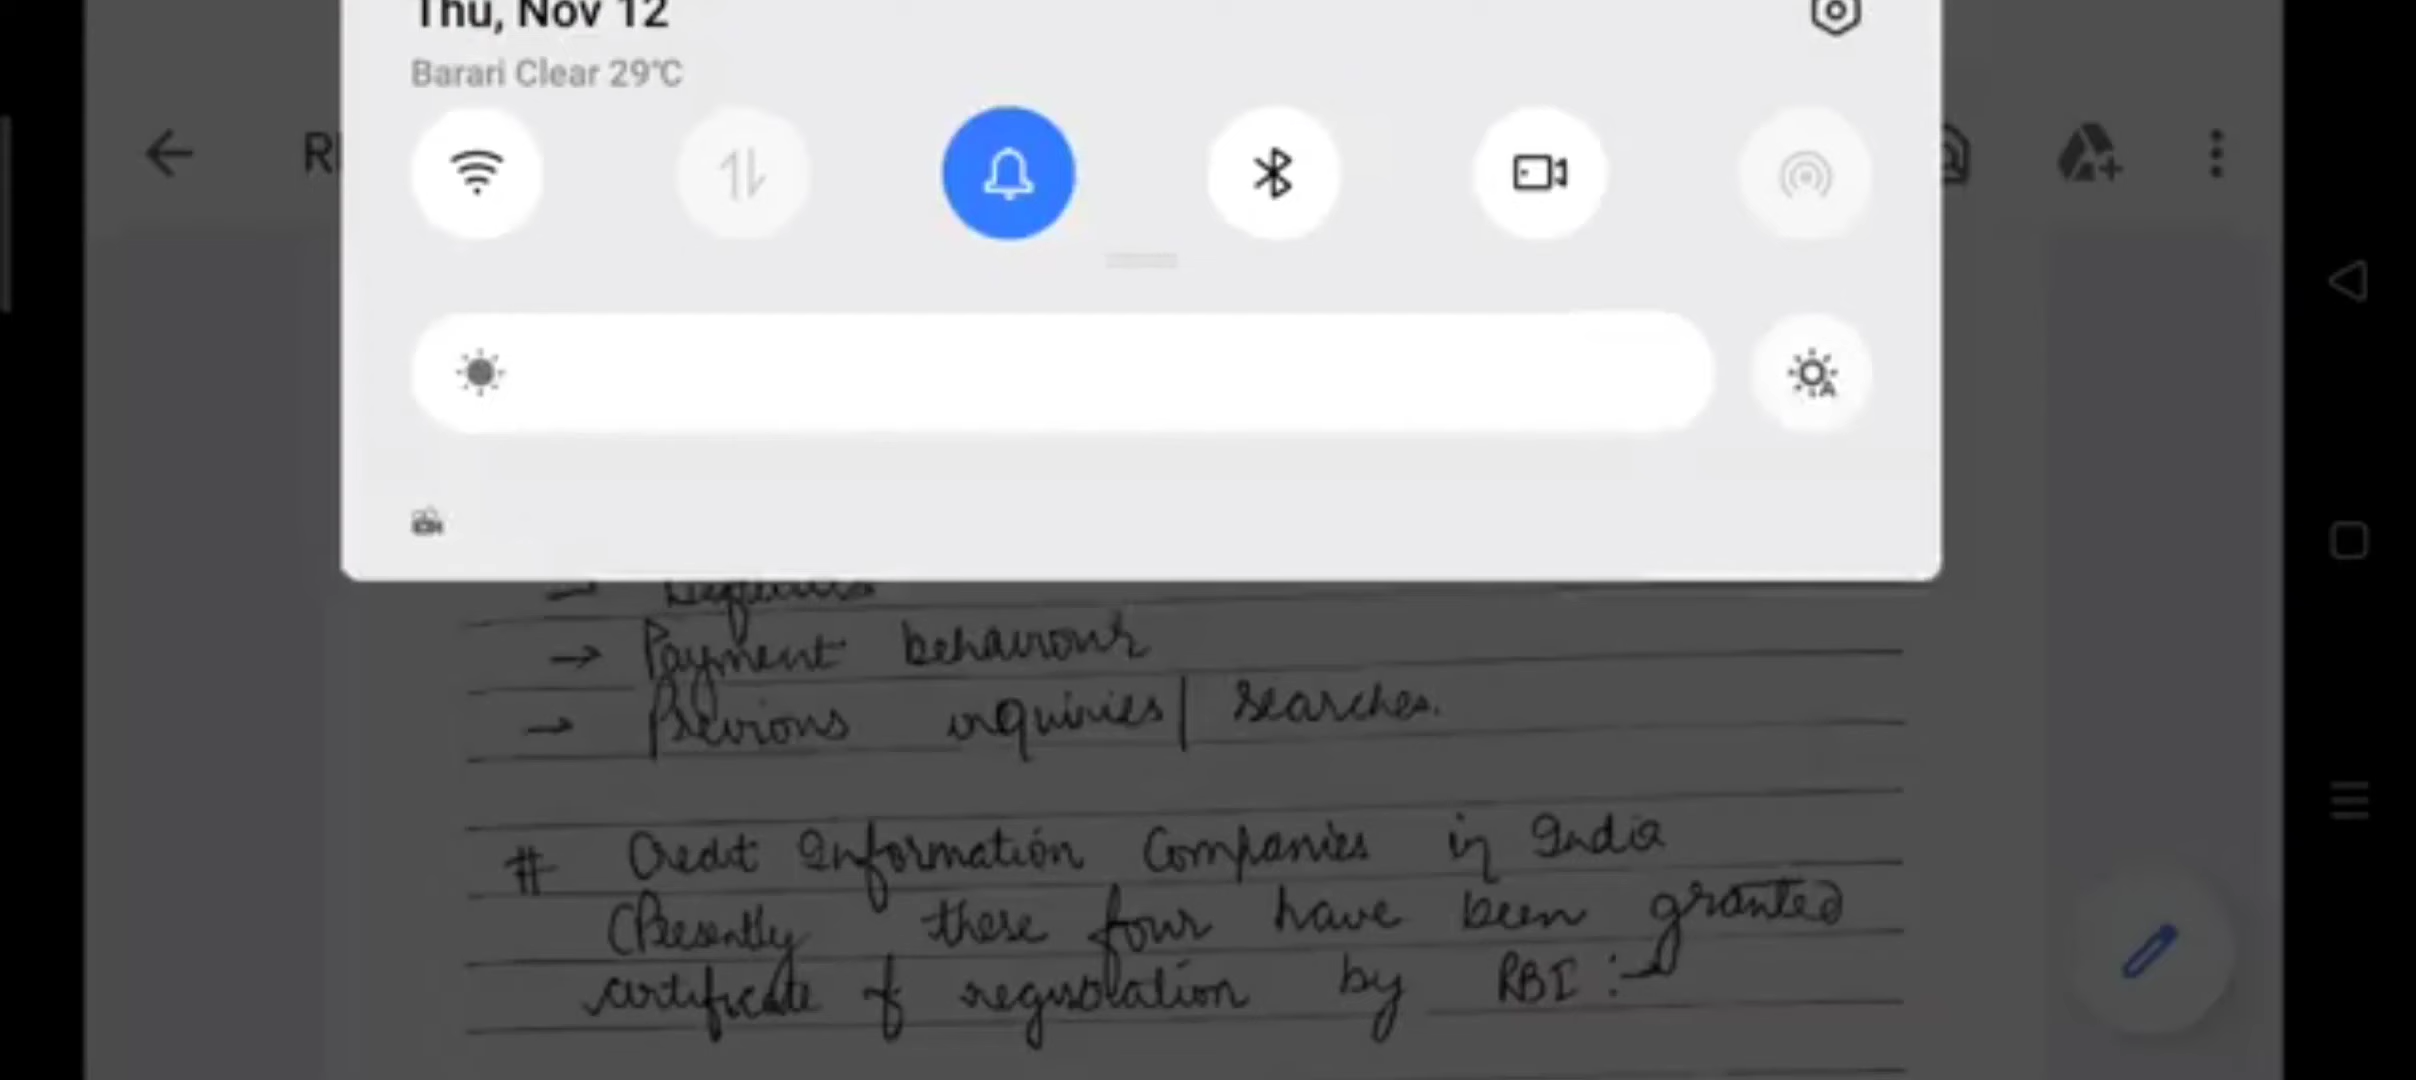 Thu, Nov 12
Barari Clear 29°C
→ Payment behaviour
→ Previous inquiries| searches.
# Credit Information Companies in India
(Presently these four have been granted
certificate of registration by RBI :-